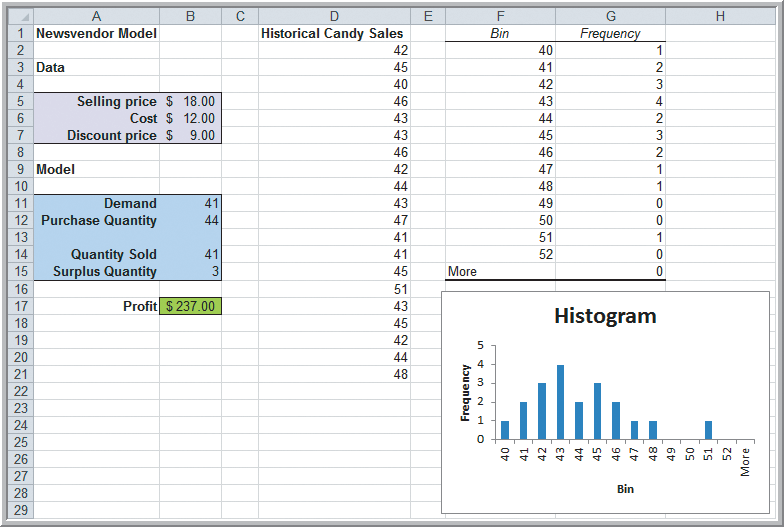 A B C D E F G H
1 Newsvendor Model Historical Candy Sales Bin Frequency
2 42 40 1
3 Data 45 41 2
4 40 42 3
5 Selling price $ 18.00 46 43 4
6 Cost $ 12.00 43 44 2
7 Discount price $ 9.00 43 45 3
8 46 46 2
9 Model 42 47 1
10 44 48 1
11 Demand 41 43 49 0
12 Purchase Quantity 44 47 50 0
13 41 51 1
14 Quantity Sold 41 41 52 0
15 Surplus Quantity 3 45 More 0
16 51
17 Profit $ 237.00 43
18 45
19 42
20 44
21 48
22
23
24
25
26
27
28
29
Histogram
Frequency
5
4
3
2
1
0
40 41 42 43 44 45 46 47 48 49 50 51 52 More
Bin